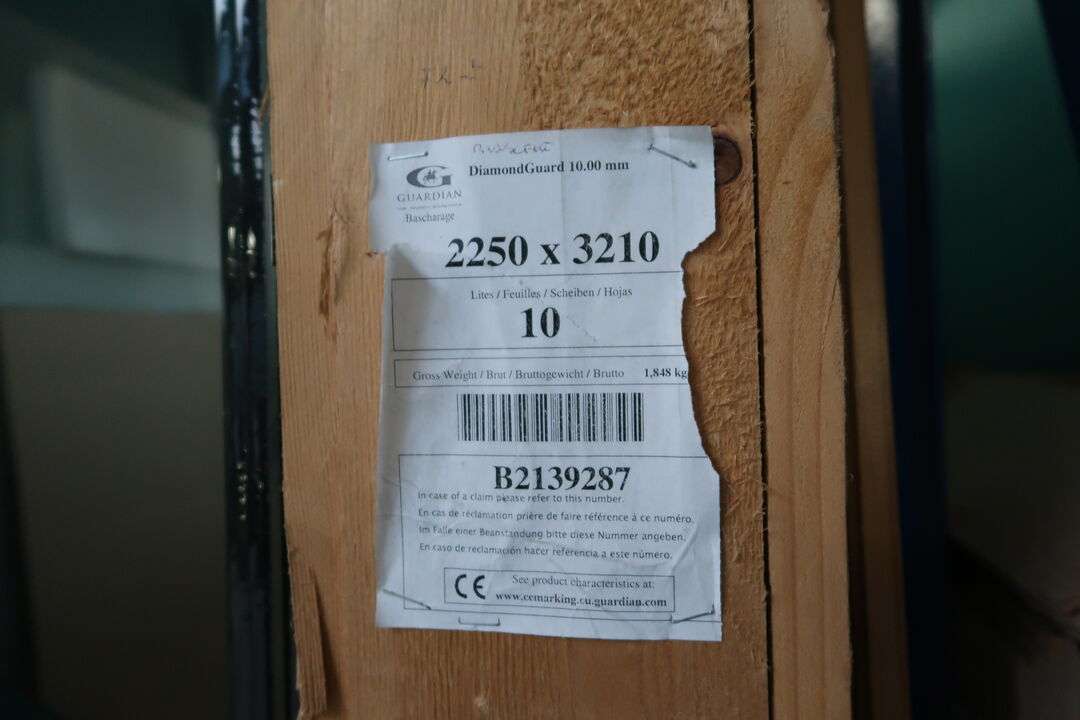 DiamondGuard 10.00 mm
GUARDIAN
Bascharage
2250 x 3210
Lites / Feuilles / Scheiben / Hojas
10
Gross Weight / Brut / Bruttogewicht / Brutto 1,848 kg
B2139287
In case of a claim please refer to this number.
En cas de réclamation prière de faire référence à ce numéro.
Im Falle einer Beanstandung bitte diese Nummer angeben.
En caso de reclamación hacer referencia a este número.
CE See product characteristics at:
www.cemarking.eu.guardian.com